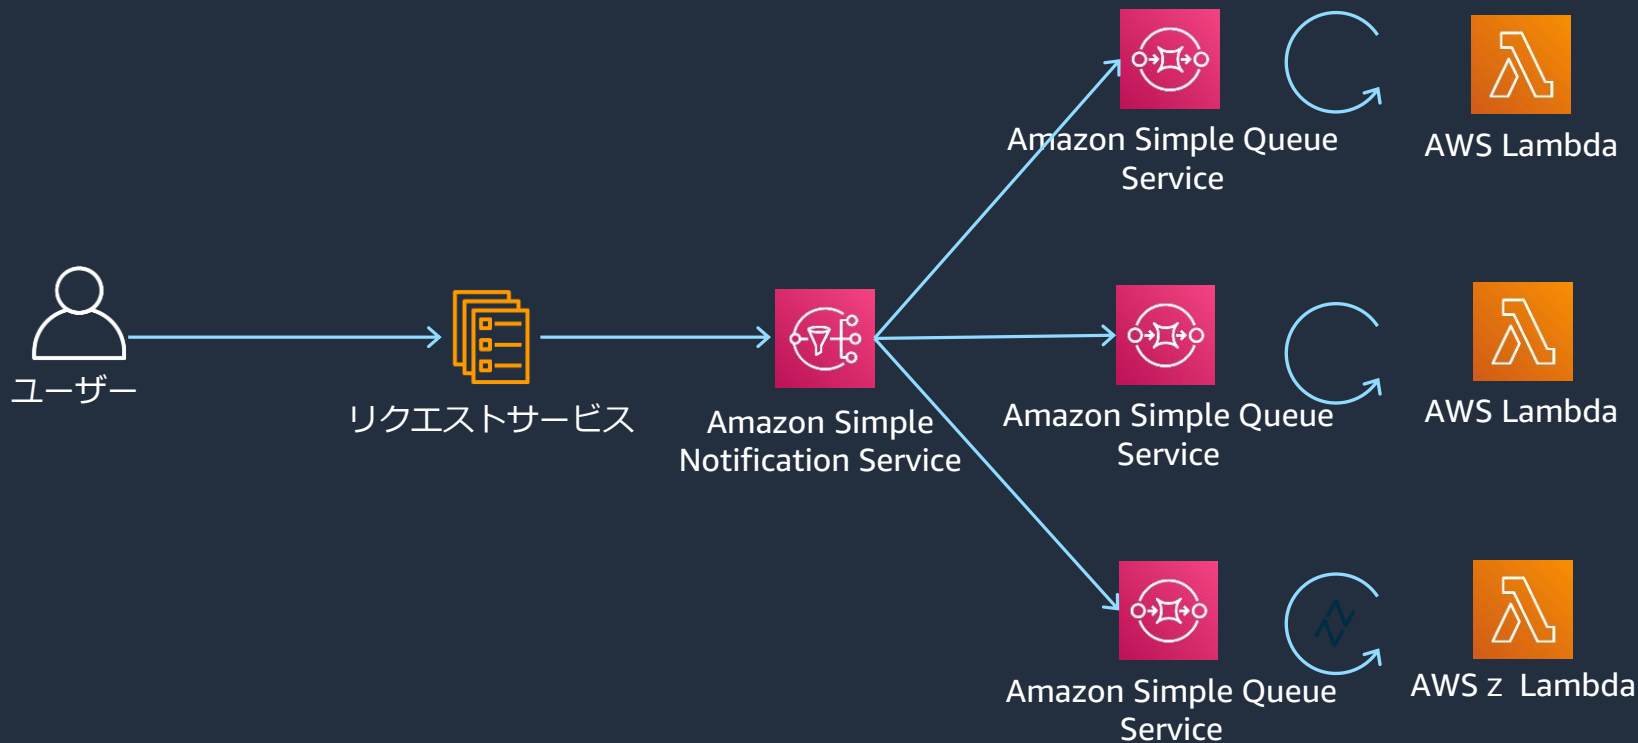 Amazon Simple Queue
Service
AWS Lambda
ユーザー
リクエストサービス
Amazon Simple
Notification Service
Amazon Simple Queue
Service
AWS Lambda
Amazon Simple Queue
Service
AWS z Lambda